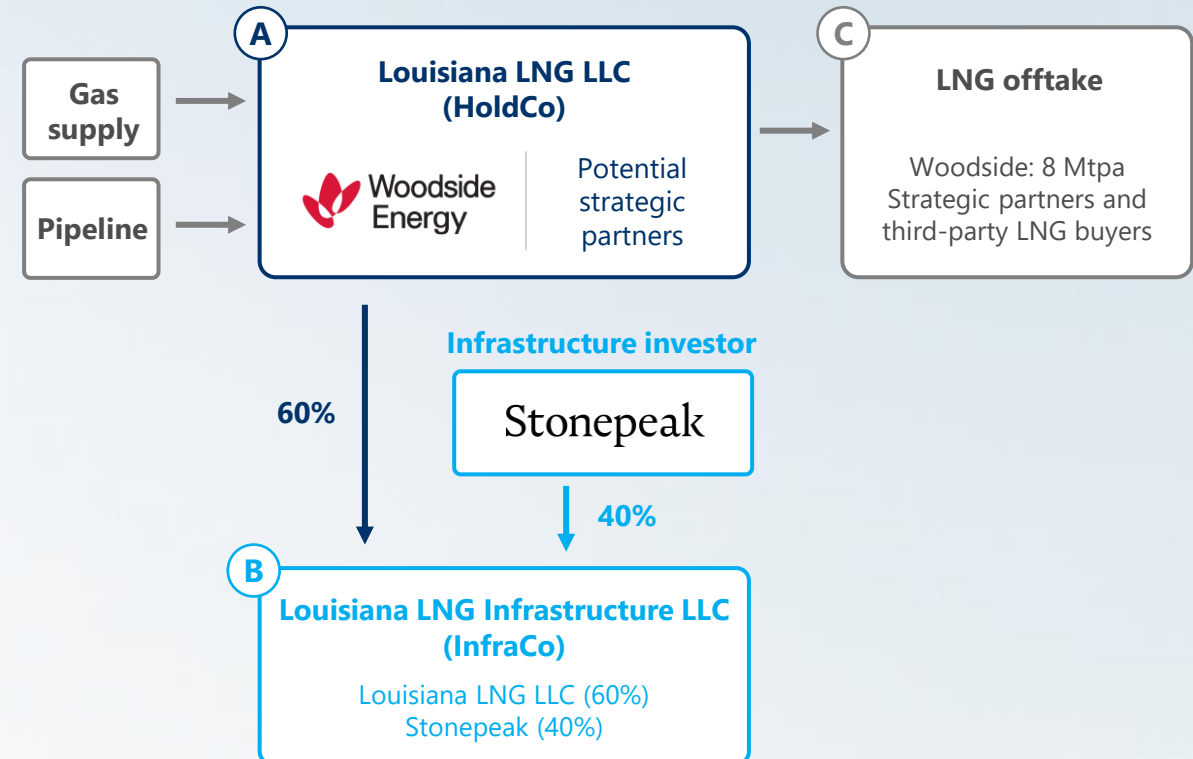 A
Louisiana LNG LLC
(HoldCo)
Woodside
Energy
Potential
strategic
partners
Gas
supply
Pipeline
C
LNG offtake
Woodside: 8 Mtpa
Strategic partners and
third-party LNG buyers
60%
Infrastructure investor
Stonepeak
40%
B
Louisiana LNG Infrastructure LLC
(InfraCo)
Louisiana LNG LLC (60%)
Stonepeak (40%)